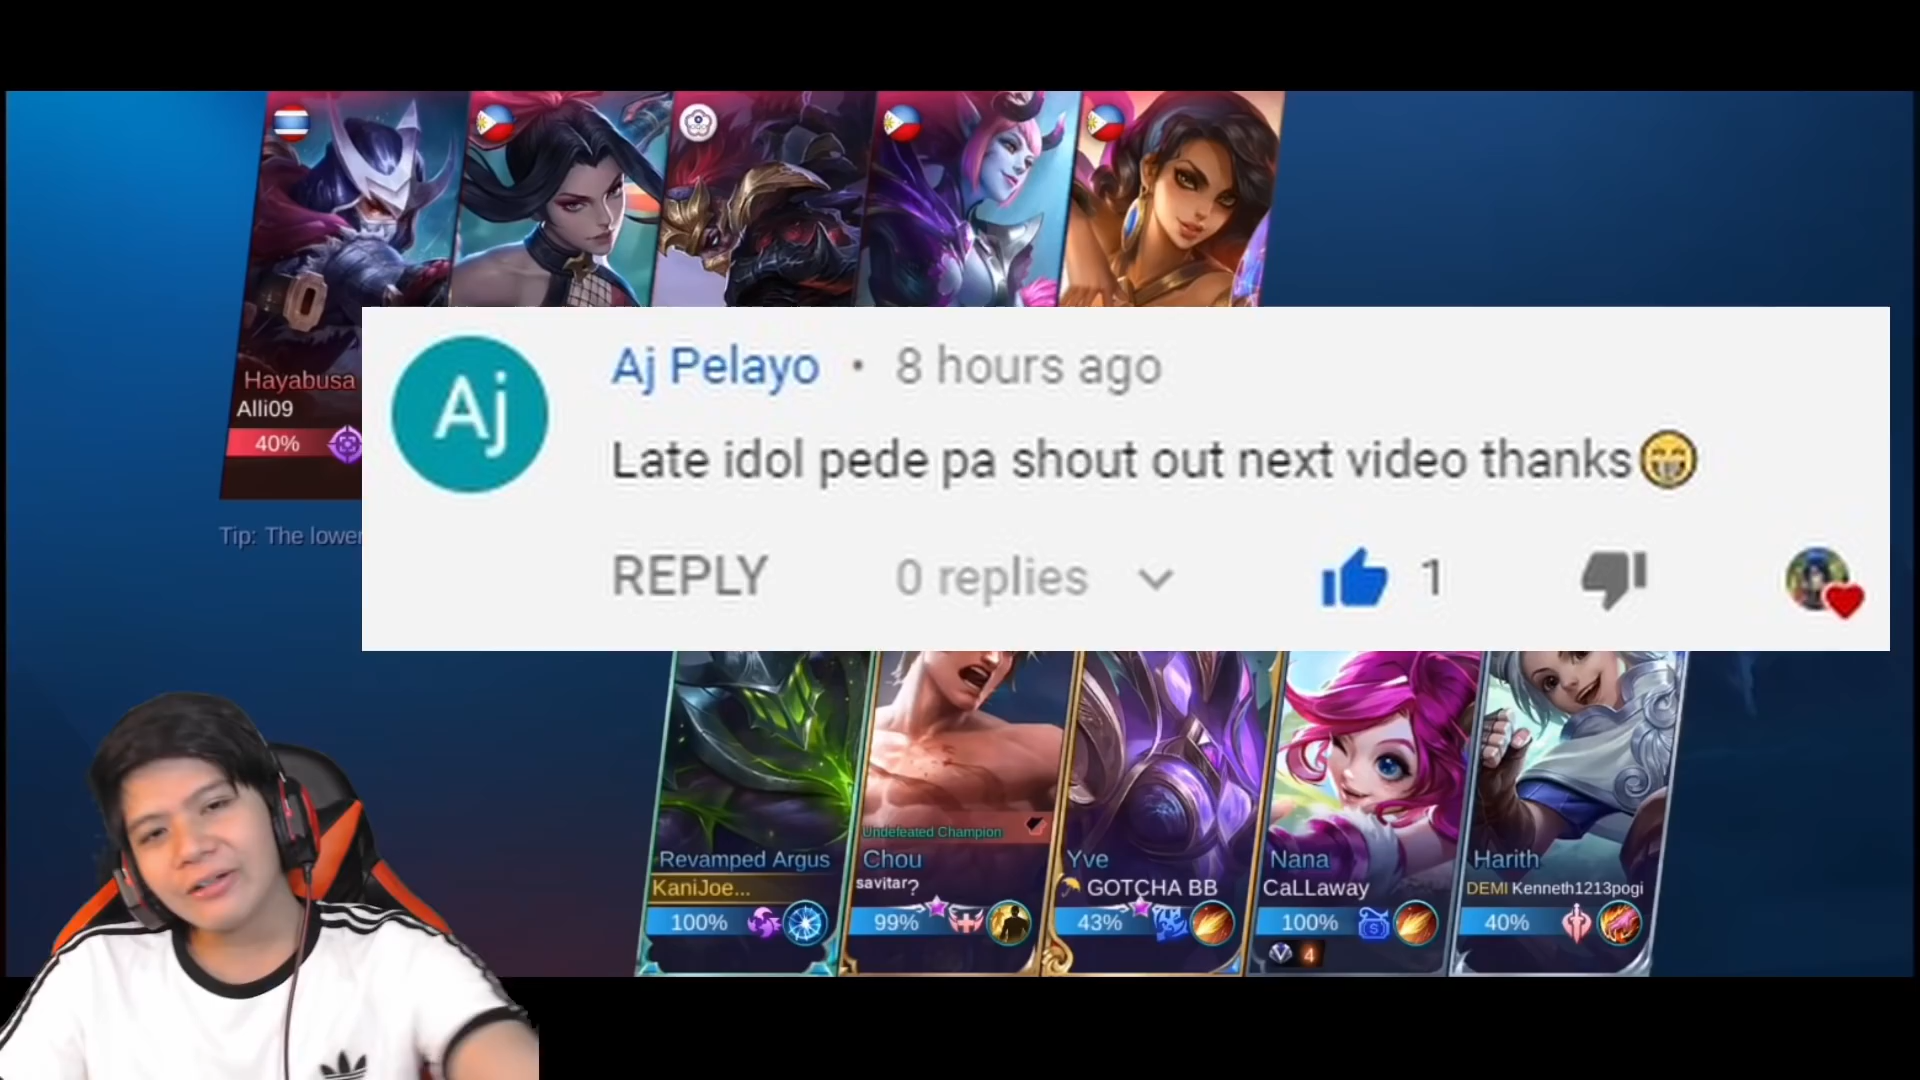 Hayabusa
Alli09
40%
Tip: The lower
Aj
Aj Pelayo • 8 hours ago
Late idol pede pa shout out next video thanks😁
REPLY 0 replies 1
Undefeated Champion
Revamped Argus Chou Yve Nana Harith
KaniJoe... savitar? GOTCHA BB CaLLaway DEMI Kenneth1213pogi
100% 99% 43% 100% 40%
4